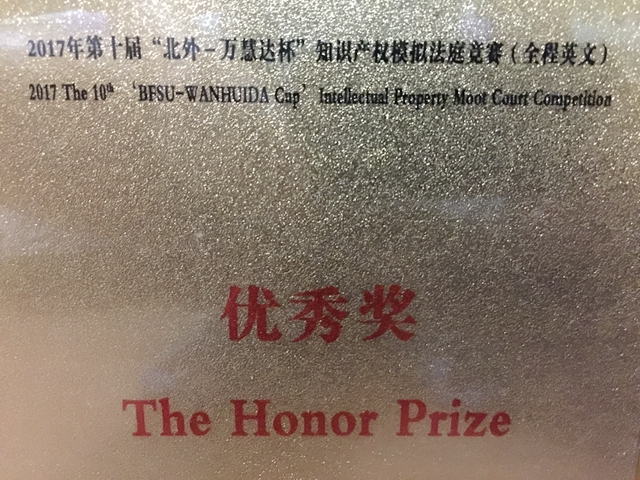 2017年第十届“北外-万慧达杯”知识产权模拟法庭竞赛（全程英文）
2017 The 10th ‘BFSU-WANHUIDA Cup’ Intellectual Property Moot Court Competition
优秀奖
The Honor Prize